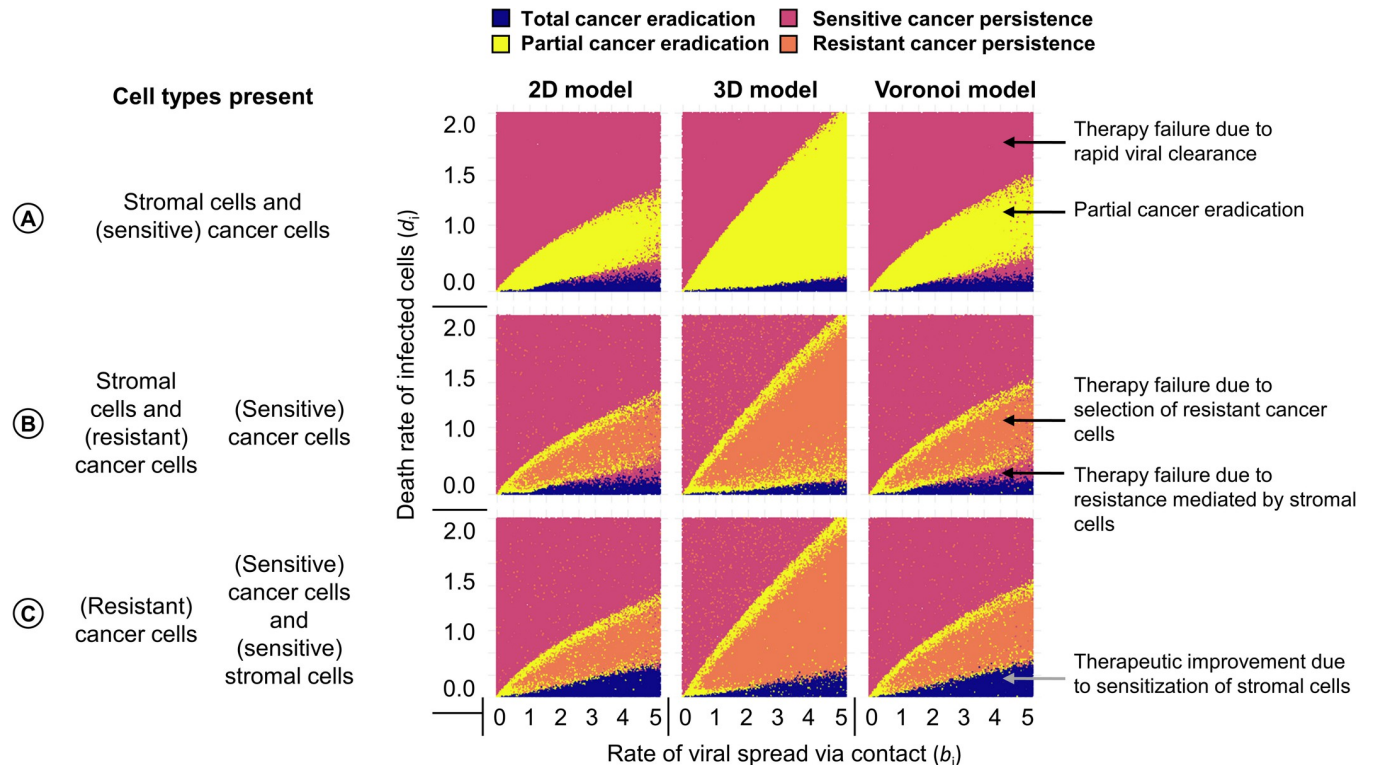 Total cancer eradication
Sensitive cancer persistence
Partial cancer eradication
Resistant cancer persistence
Cell types present
2D model
3D model
Voronoi model
Death rate of infected cells (di)
A
Stromal cells and
(sensitive) cancer cells
2.0
1.5
1.0
0.0
Therapy failure due to
rapid viral clearance
Partial cancer eradication
B
Stromal
cells and
(resistant)
cancer cells
(Sensitive)
cancer cells
2.0
1.5
1.0
0.0
Therapy failure due to
selection of resistant cancer
cells
Therapy failure due to
resistance mediated by stromal
cells
C
(Resistant)
cancer cells
(Sensitive)
cancer cells
and
(sensitive)
stromal cells
2.0
1.5
1.0
0.0
Therapeutic improvement due
to sensitization of stromal cells
0 1 2 3 4 5
0 1 2 3 4 5
0 1 2 3 4 5
Rate of viral spread via contact (bi)